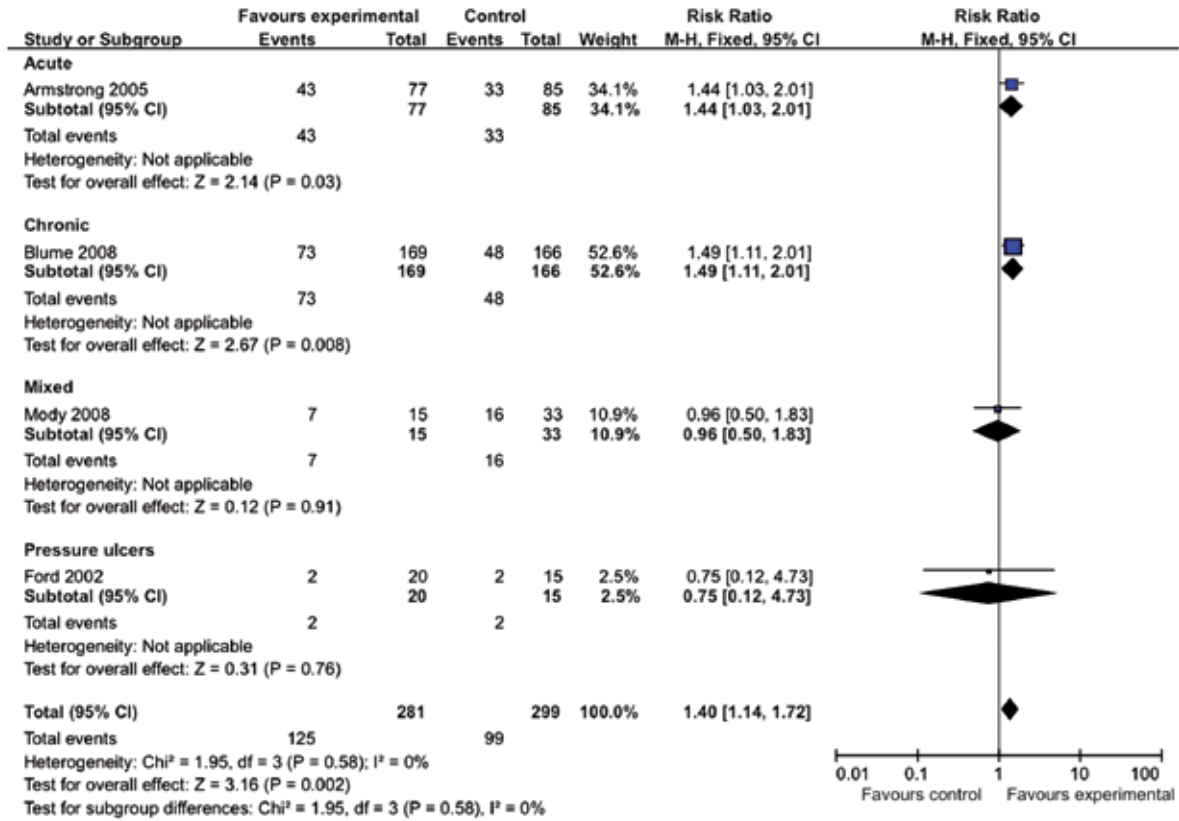 Favours experimental Control Risk Ratio Risk Ratio
Study or Subgroup Events Total Events Total Weight M-H, Fixed, 95% CI M-H, Fixed, 95% CI
Acute
Armstrong 2005 43 77 33 85 34.1% 1.44 [1.03, 2.01]
Subtotal (95% CI) 77 85 34.1% 1.44 [1.03, 2.01]
Total events 43 33
Heterogeneity: Not applicable
Test for overall effect: Z = 2.14 (P = 0.03)
Chronic
Blume 2008 73 169 48 166 52.6% 1.49 [1.11, 2.01]
Subtotal (95% CI) 169 166 52.6% 1.49 [1.11, 2.01]
Total events 73 48
Heterogeneity: Not applicable
Test for overall effect: Z = 2.67 (P = 0.008)
Mixed
Mody 2008 7 15 16 33 10.9% 0.96 [0.50, 1.83]
Subtotal (95% CI) 15 33 10.9% 0.96 [0.50, 1.83]
Total events 7 16
Heterogeneity: Not applicable
Test for overall effect: Z = 0.12 (P = 0.91)
Pressure ulcers
Ford 2002 2 20 2 15 2.5% 0.75 [0.12, 4.73]
Subtotal (95% CI) 20 15 2.5% 0.75 [0.12, 4.73]
Total events 2 2
Heterogeneity: Not applicable
Test for overall effect: Z = 0.31 (P = 0.76)
Total (95% CI) 281 299 100.0% 1.40 [1.14, 1.72]
Total events 125 99
Heterogeneity: Chi² = 1.95, df = 3 (P = 0.58); I² = 0%
Test for overall effect: Z = 3.16 (P = 0.002)
Test for subgroup differences: Chi² = 1.95, df = 3 (P = 0.58), I² = 0%
0.01 0.1 1 10 100
Favours control Favours experimental